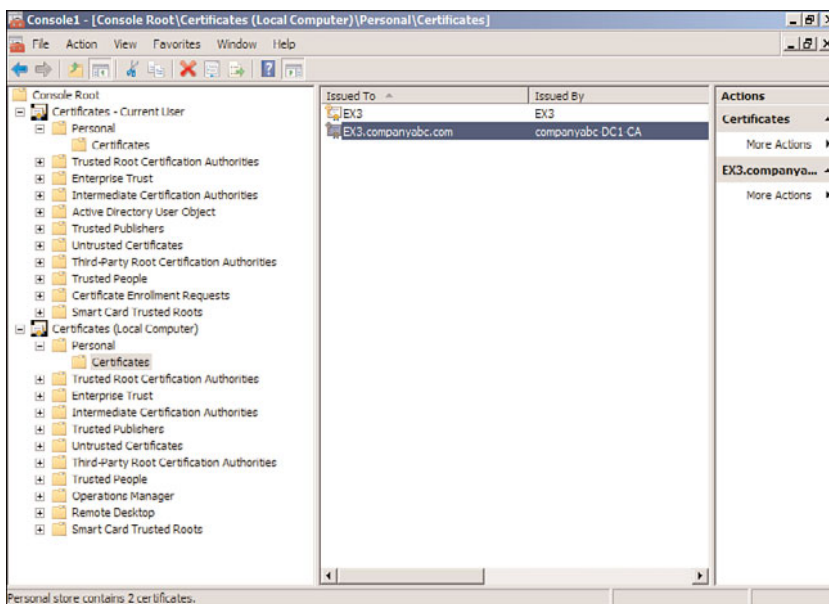 Console1 - [Console Root\Certificates (Local Computer)\Personal\Certificates]
File Action View Favorites Window Help
Console Root
Certificates - Current User
Personal
Certificates
Trusted Root Certification Authorities
Enterprise Trust
Intermediate Certification Authorities
Active Directory User Object
Trusted Publishers
Untrusted Certificates
Third-Party Root Certification Authorities
Trusted People
Certificate Enrollment Requests
Smart Card Trusted Roots
Certificates (Local Computer)
Personal
Certificates
Trusted Root Certification Authorities
Enterprise Trust
Intermediate Certification Authorities
Trusted Publishers
Untrusted Certificates
Third-Party Root Certification Authorities
Trusted People
Operations Manager
Remote Desktop
Smart Card Trusted Roots
Issued To Issued By
EX3 EX3
EX3.companyabc.com companyabc-DC1-CA
Actions
Certificates
More Actions
EX3.companya...
More Actions
Personal store contains 2 certificates.